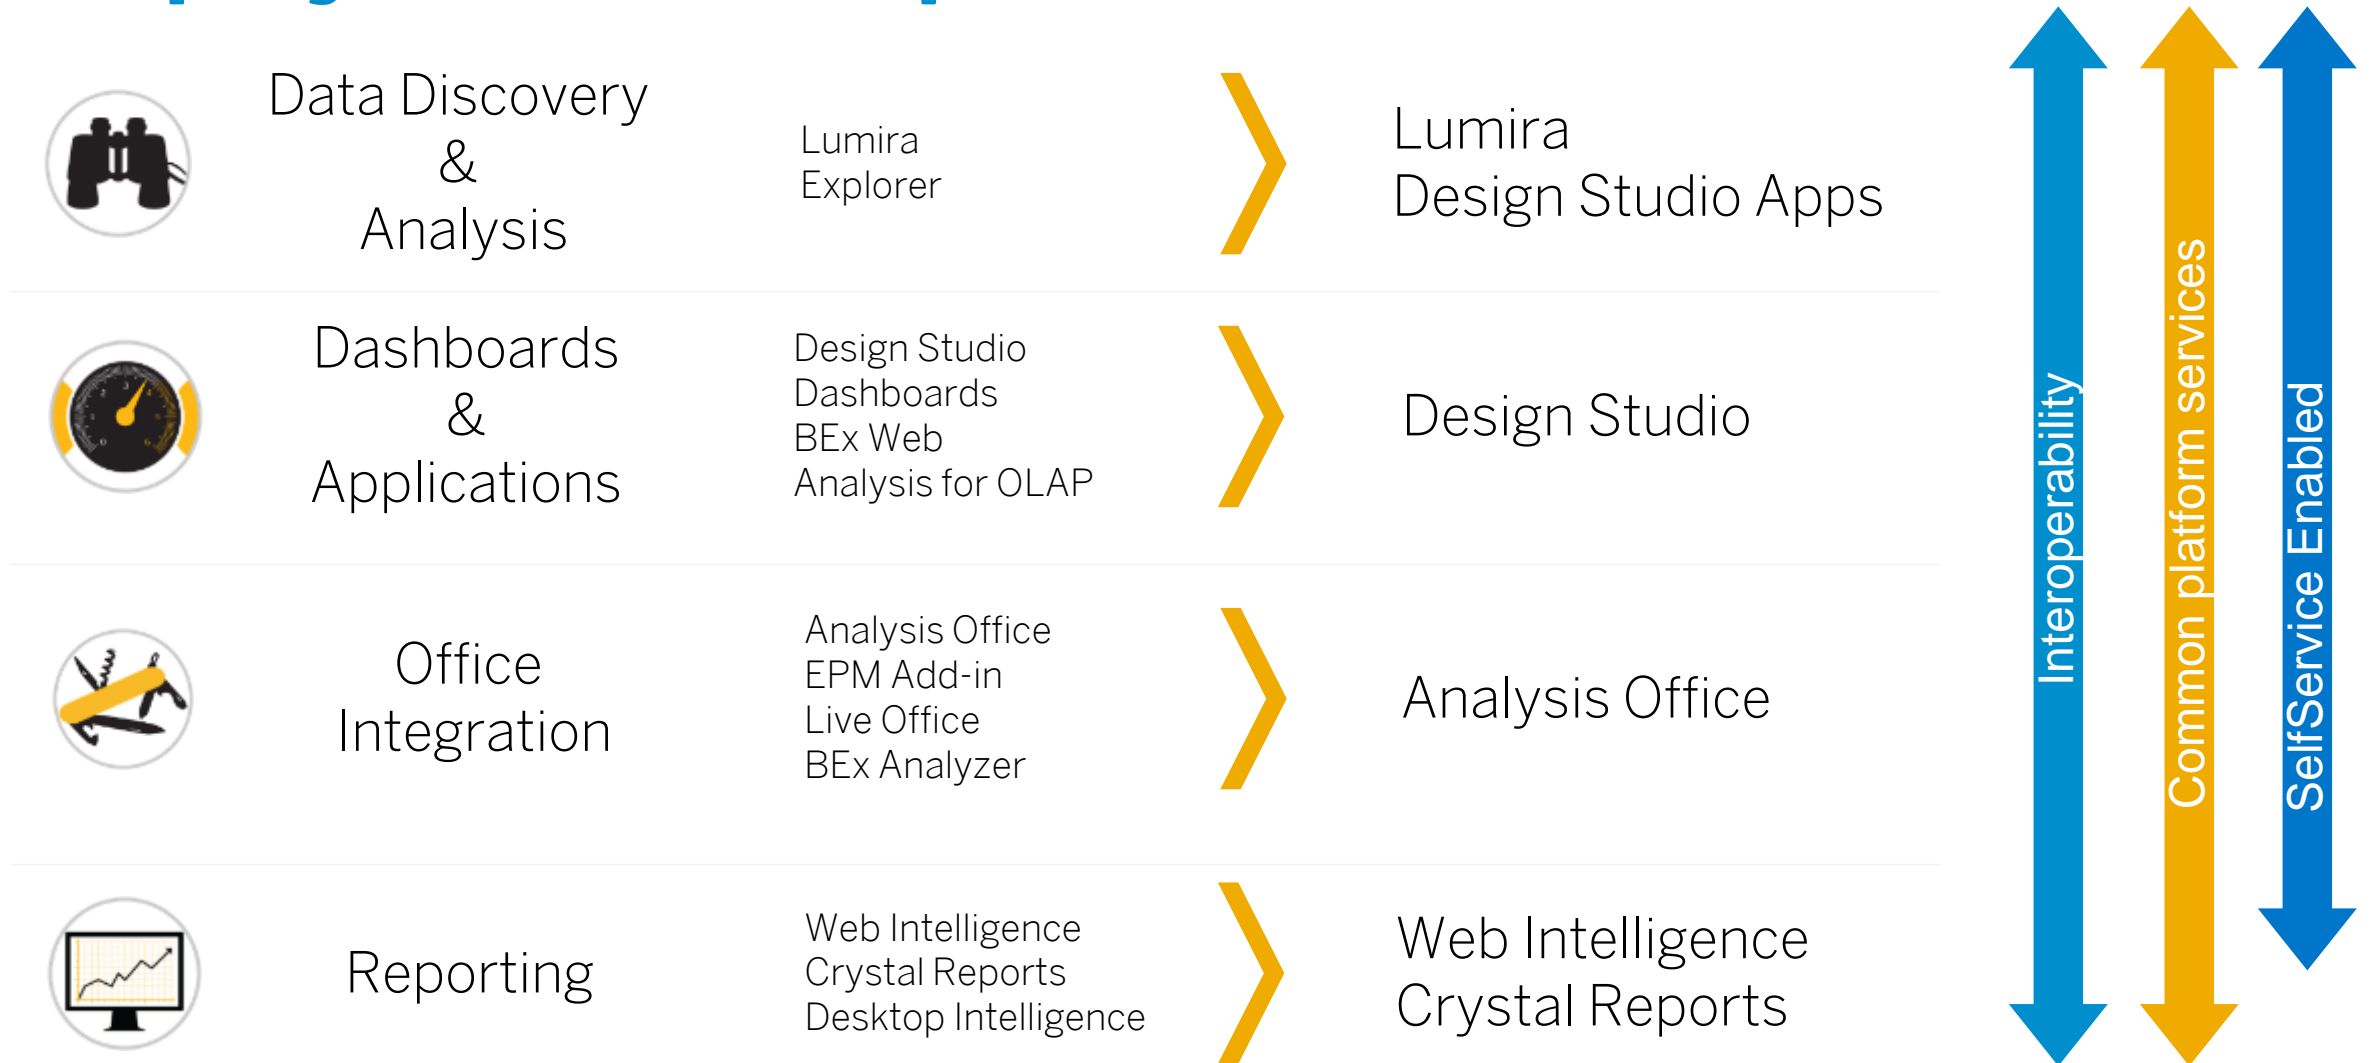 Data Discovery
&
Analysis
Lumira
Explorer
Lumira
Design Studio Apps
Dashboards
&
Applications
Design Studio
Dashboards
BEx Web
Analysis for OLAP
Design Studio
Office
Integration
Analysis Office
EPM Add-in
Live Office
BEx Analyzer
Analysis Office
Reporting
Web Intelligence
Crystal Reports
Desktop Intelligence
Web Intelligence
Crystal Reports
Interoperability
Common platform services
SelfService Enabled